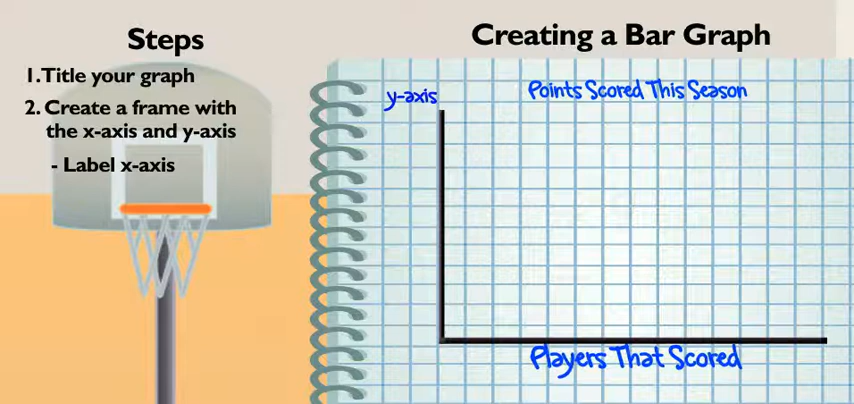 Steps
1.Title your graph
2. Create a frame with
the x-axis and y-axis
- Label x-axis
Creating a Bar Graph
Points Scored This Season
y-axis
Players That Scored